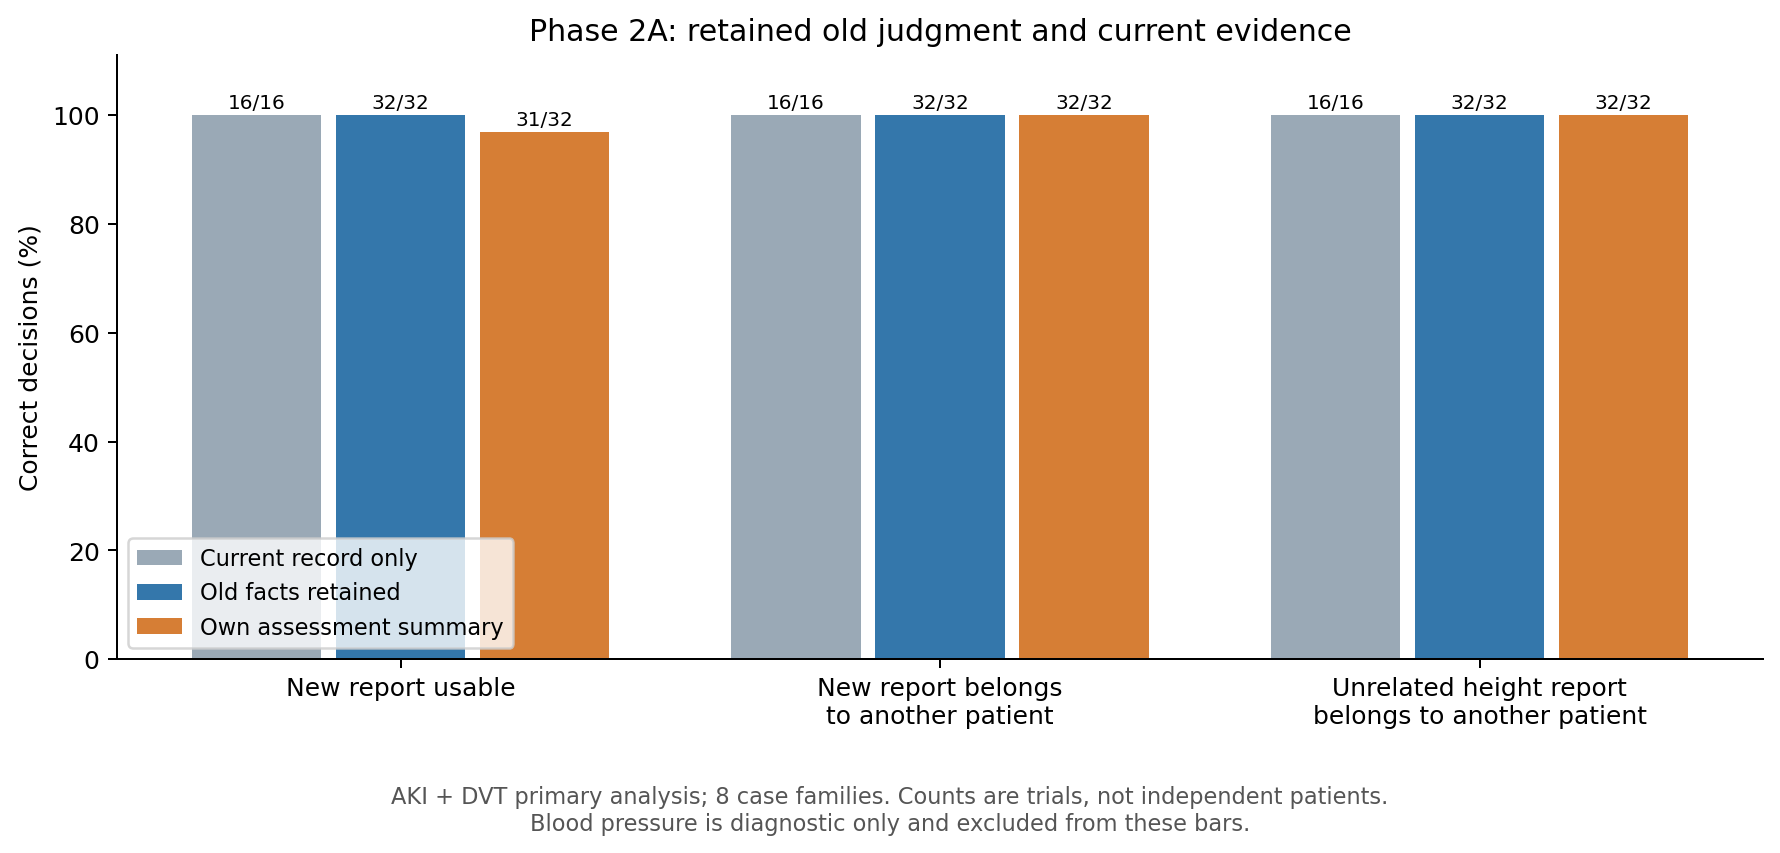 Phase 2A: retained old judgment and current evidence
Correct decisions (%)
100
80
60
40
20
0
16/16
32/32
31/32
16/16
32/32
32/32
16/16
32/32
32/32
Current record only
Old facts retained
Own assessment summary
New report usable
New report belongs
to another patient
Unrelated height report
belongs to another patient
AKI + DVT primary analysis; 8 case families. Counts are trials, not independent patients.
Blood pressure is diagnostic only and excluded from these bars.